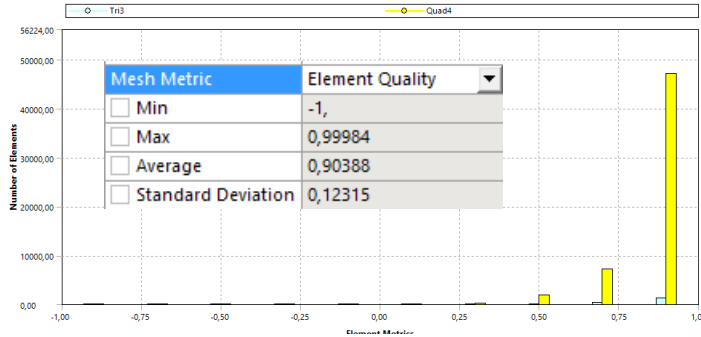 Tri3 Quad4
56224,00
50000,00
Mesh Metric Element Quality
Min -1,
40000,00
Max 0,99984
30000,00
Average 0,90388
Standard Deviation 0,12315
20000,00
10000,00
0,00
Number of Elements
-1,00 -0,75 -0,50 -0,25 0,00 0,25 0,50 0,75 1,0
Element Metrics